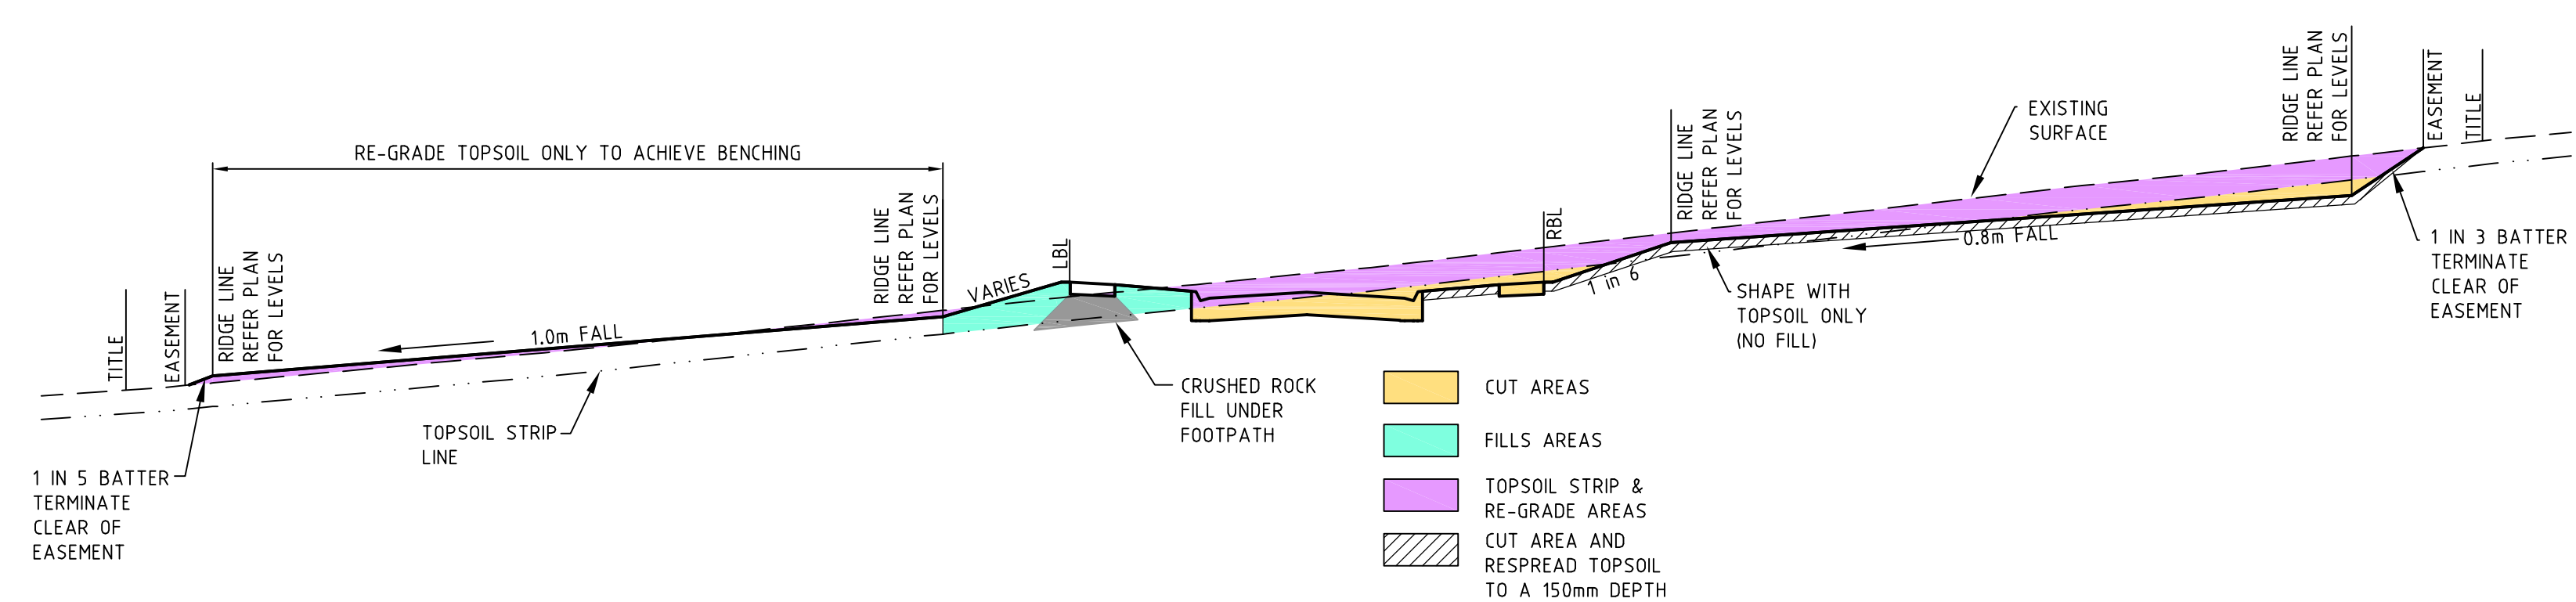 TITLE
EASEMENT
RIDGE LINE
REFER PLAN
FOR LEVELS
RE-GRADE TOPSOIL ONLY TO ACHIEVE BENCHING
1.0m FALL
1 IN 5 BATTER
TERMINATE
CLEAR OF
EASEMENT
TOPSOIL STRIP
LINE
RIDGE LINE
REFER PLAN
FOR LEVELS
VARIES
LBL
CRUSHED ROCK
FILL UNDER
FOOTPATH
RBL
1 in 6
RIDGE LINE
REFER PLAN
FOR LEVELS
SHAPE WITH
TOPSOIL ONLY
(NO FILL)
0.8m FALL
EXISTING
SURFACE
RIDGE LINE
REFER PLAN
FOR LEVELS
EASEMENT
TITLE
1 IN 3 BATTER
TERMINATE
CLEAR OF
EASEMENT
CUT AREAS
FILLS AREAS
TOPSOIL STRIP &
RE-GRADE AREAS
CUT AREA AND
RESPREAD TOPSOIL
TO A 150mm DEPTH